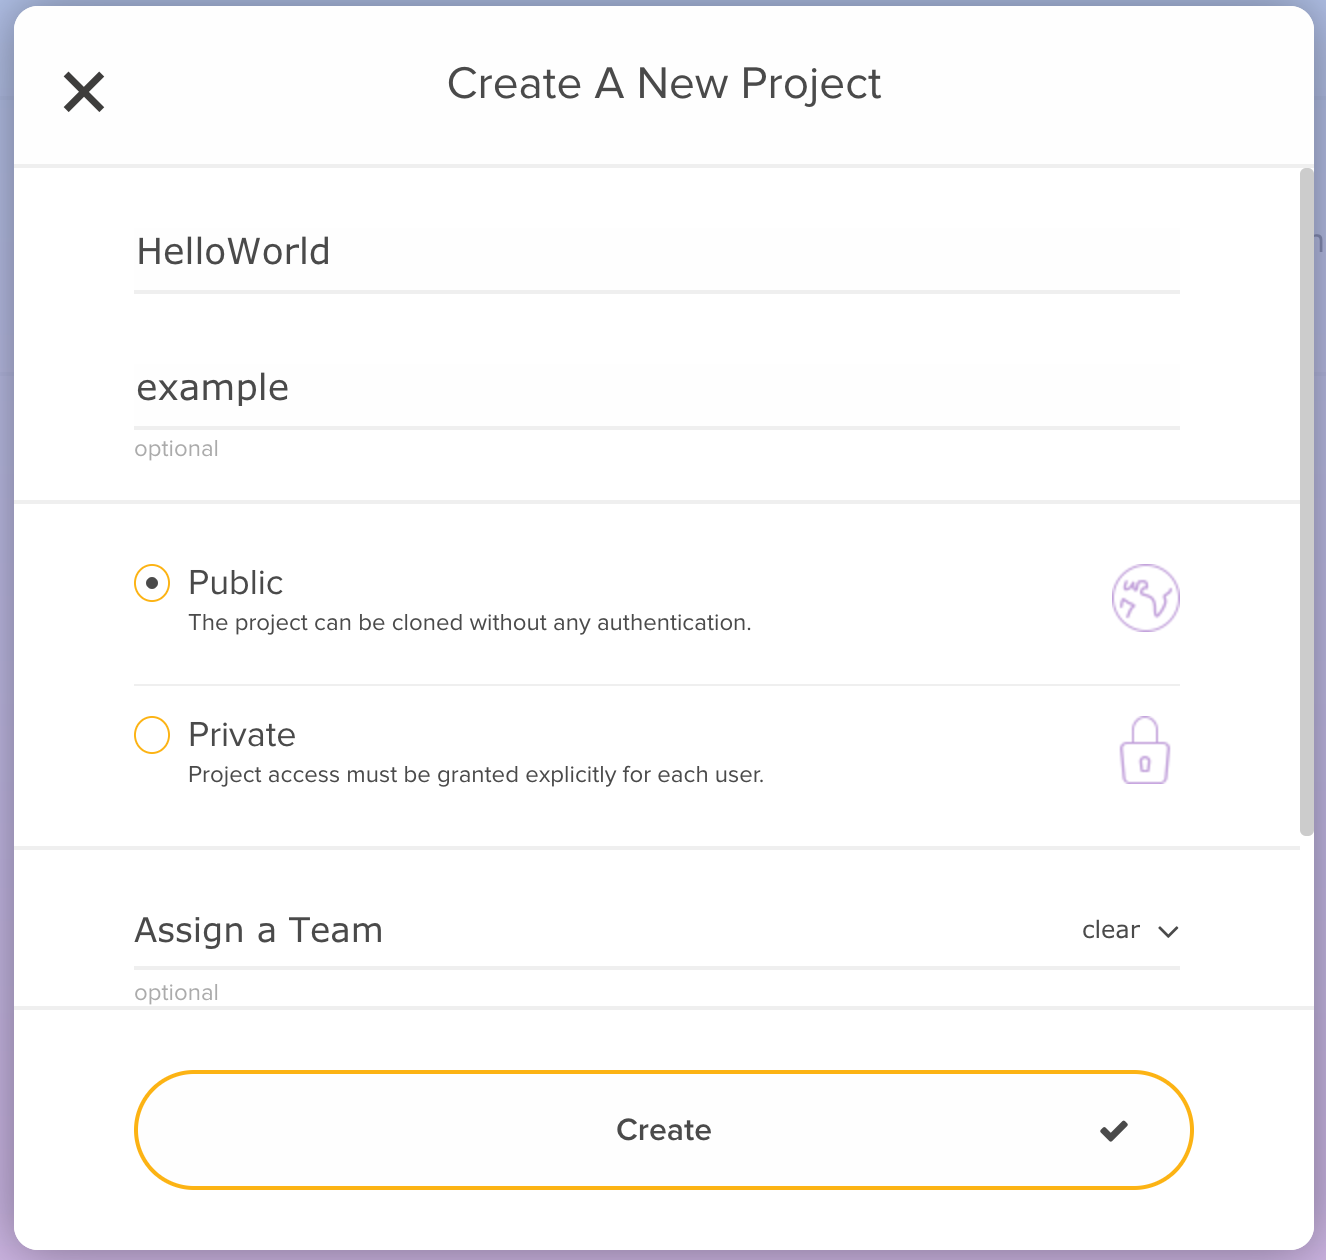 Create A New Project
HelloWorld
example
optional
Public
The project can be cloned without any authentication.
Private
Project access must be granted explicitly for each user.
Assign a Team clear
optional
Create